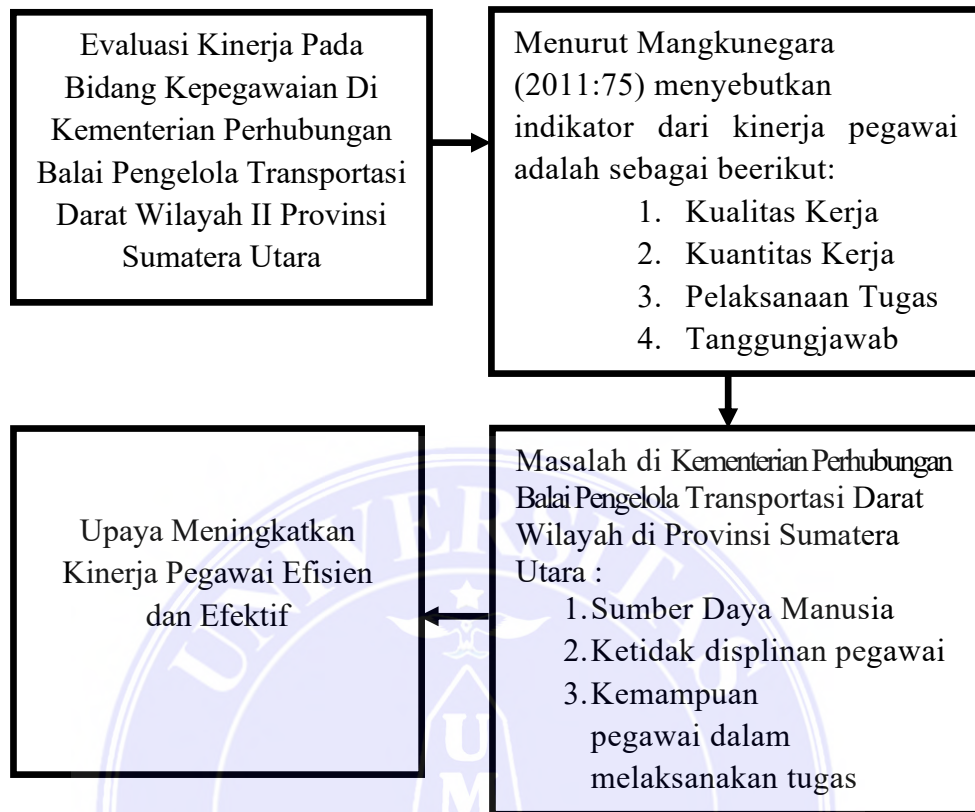 Evaluasi Kinerja Pada
Bidang Kepegawaian Di
Kementerian Perhubungan
Balai Pengelola Transportasi
Darat Wilayah II Provinsi
Sumatera Utara
Menurut Mangkunegara
(2011:75) menyebutkan
indikator dari kinerja pegawai
adalah sebagai beerikut:
1. Kualitas Kerja
2. Kuantitas Kerja
3. Pelaksanaan Tugas
4. Tanggungjawab
Masalah di Kementerian Perhubungan
Balai Pengelola Transportasi Darat
Wilayah di Provinsi Sumatera
Utara :
1. Sumber Daya Manusia
2. Ketidak displinan pegawai
3. Kemampuan
pegawai dalam
melaksanakan tugas
Upaya Meningkatkan
Kinerja Pegawai Efisien
dan Efektif
UNIVERSITAS
U
M